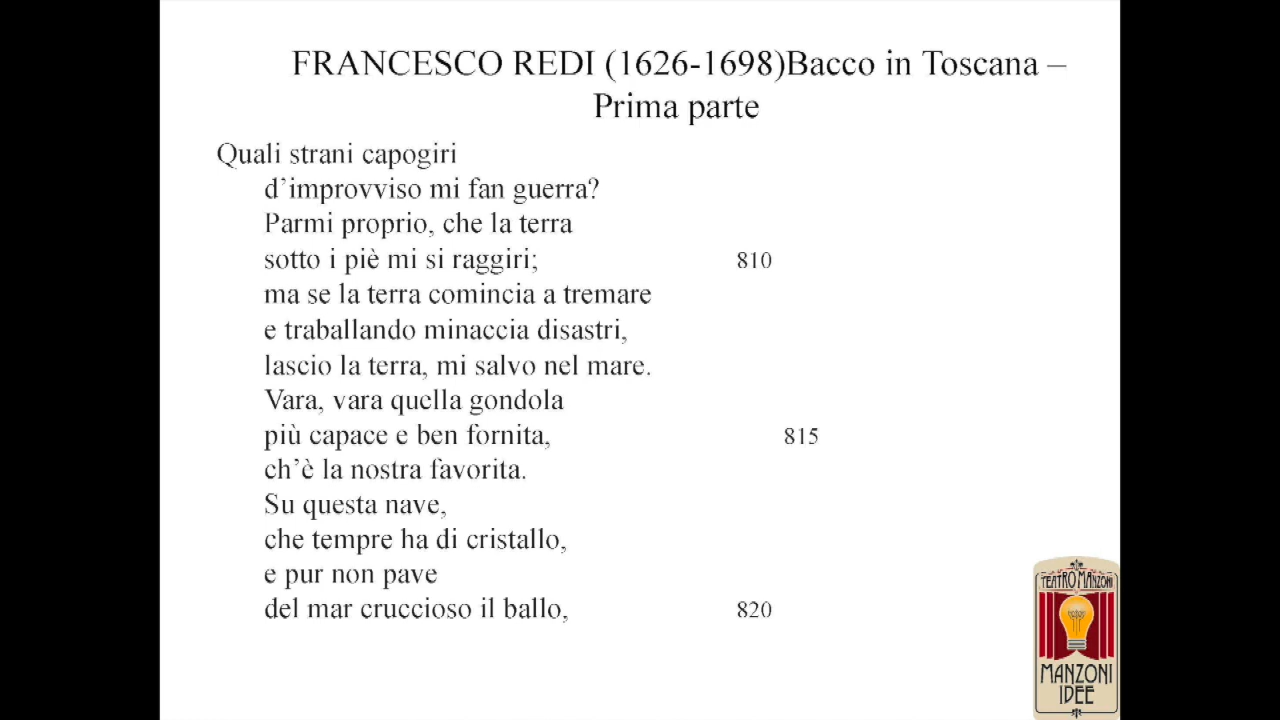 FRANCESCO REDI (1626-1698)Bacco in Toscana –
Prima parte
Quali strani capogiri
d’improvviso mi fan guerra?
Parmi proprio, che la terra
sotto i piè mi si raggiri; 810
ma se la terra comincia a tremare
e traballando minaccia disastri,
lascio la terra, mi salvo nel mare.
Vara, vara quella gondola
più capace e ben fornita, 815
ch’è la nostra favorita.
Su questa nave,
che tempre ha di cristallo,
e pur non pave
del mar cruccioso il ballo, 820
TEATRO MANZONI
MANZONI
IDEE